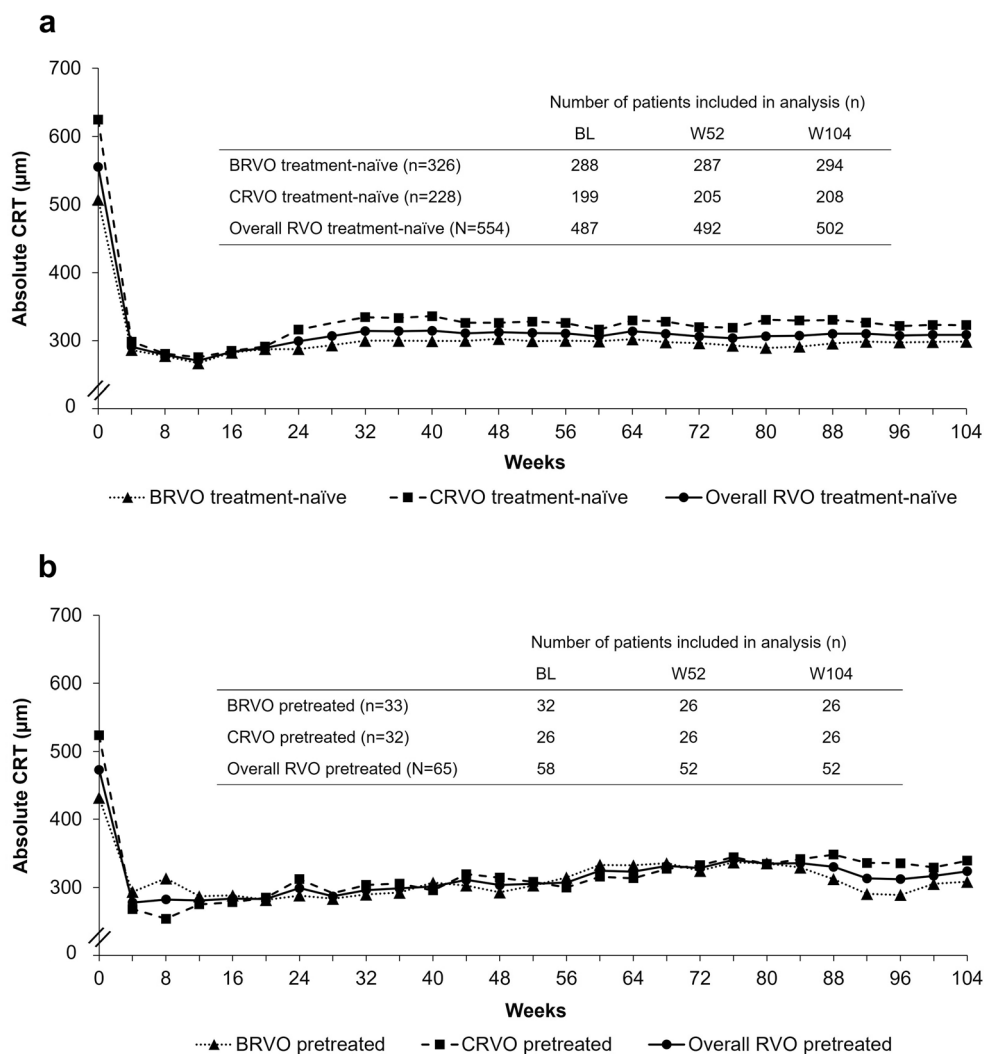 a
Absolute CRT (µm)
700
600
500
400
300
0
Number of patients included in analysis (n)
BL W52 W104
BRVO treatment-naïve (n=326) 288 287 294
CRVO treatment-naïve (n=228) 199 205 208
Overall RVO treatment-naïve (N=554) 487 492 502
0 8 16 24 32 40 48 56 64 72 80 88 96 104
Weeks
BRVO treatment-naïve CRVO treatment-naïve Overall RVO treatment-naïve
b
Absolute CRT (µm)
700
600
500
400
300
0
Number of patients included in analysis (n)
BL W52 W104
BRVO pretreated (n=33) 32 26 26
CRVO pretreated (n=32) 26 26 26
Overall RVO pretreated (N=65) 58 52 52
0 8 16 24 32 40 48 56 64 72 80 88 96 104
Weeks
BRVO pretreated CRVO pretreated Overall RVO pretreated